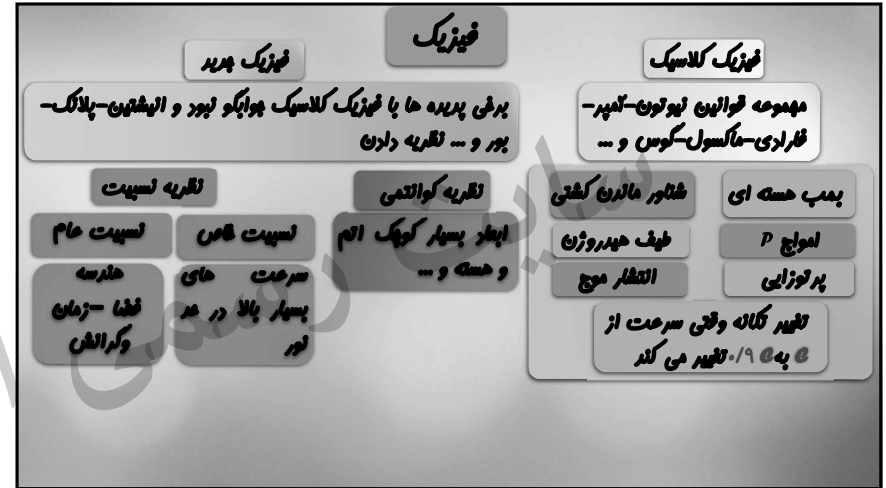 فیزیک
فیزیک کلاسیک
مجموعه قوانین نیوتون-آمپر-
فارادی-ماکسول-گوس و ...
بمب هسته ای
شناور ماندن کشتی
امواج P
طیف هیدروژن
پرتوزایی
انتشار موج
تغییر تکانه وقتی سرعت از
به ۰/۹ تغییر می کند
فیزیک جدید
برخی پدیده ها با فیزیک کلاسیک جوابگو نبود و انیشتین-پلانک-
بور و ... نظریه دادن
نظریه کوانتمی
ابعاد بسیار کوچک اتم
و هسته و ...
نظریه نسبیت
نسبیت خاص
سرعت های
بسیار بالا در حد
نور
نسبیت عام
هندسه
فضا -زمان
وگرانش
سایت رسمی